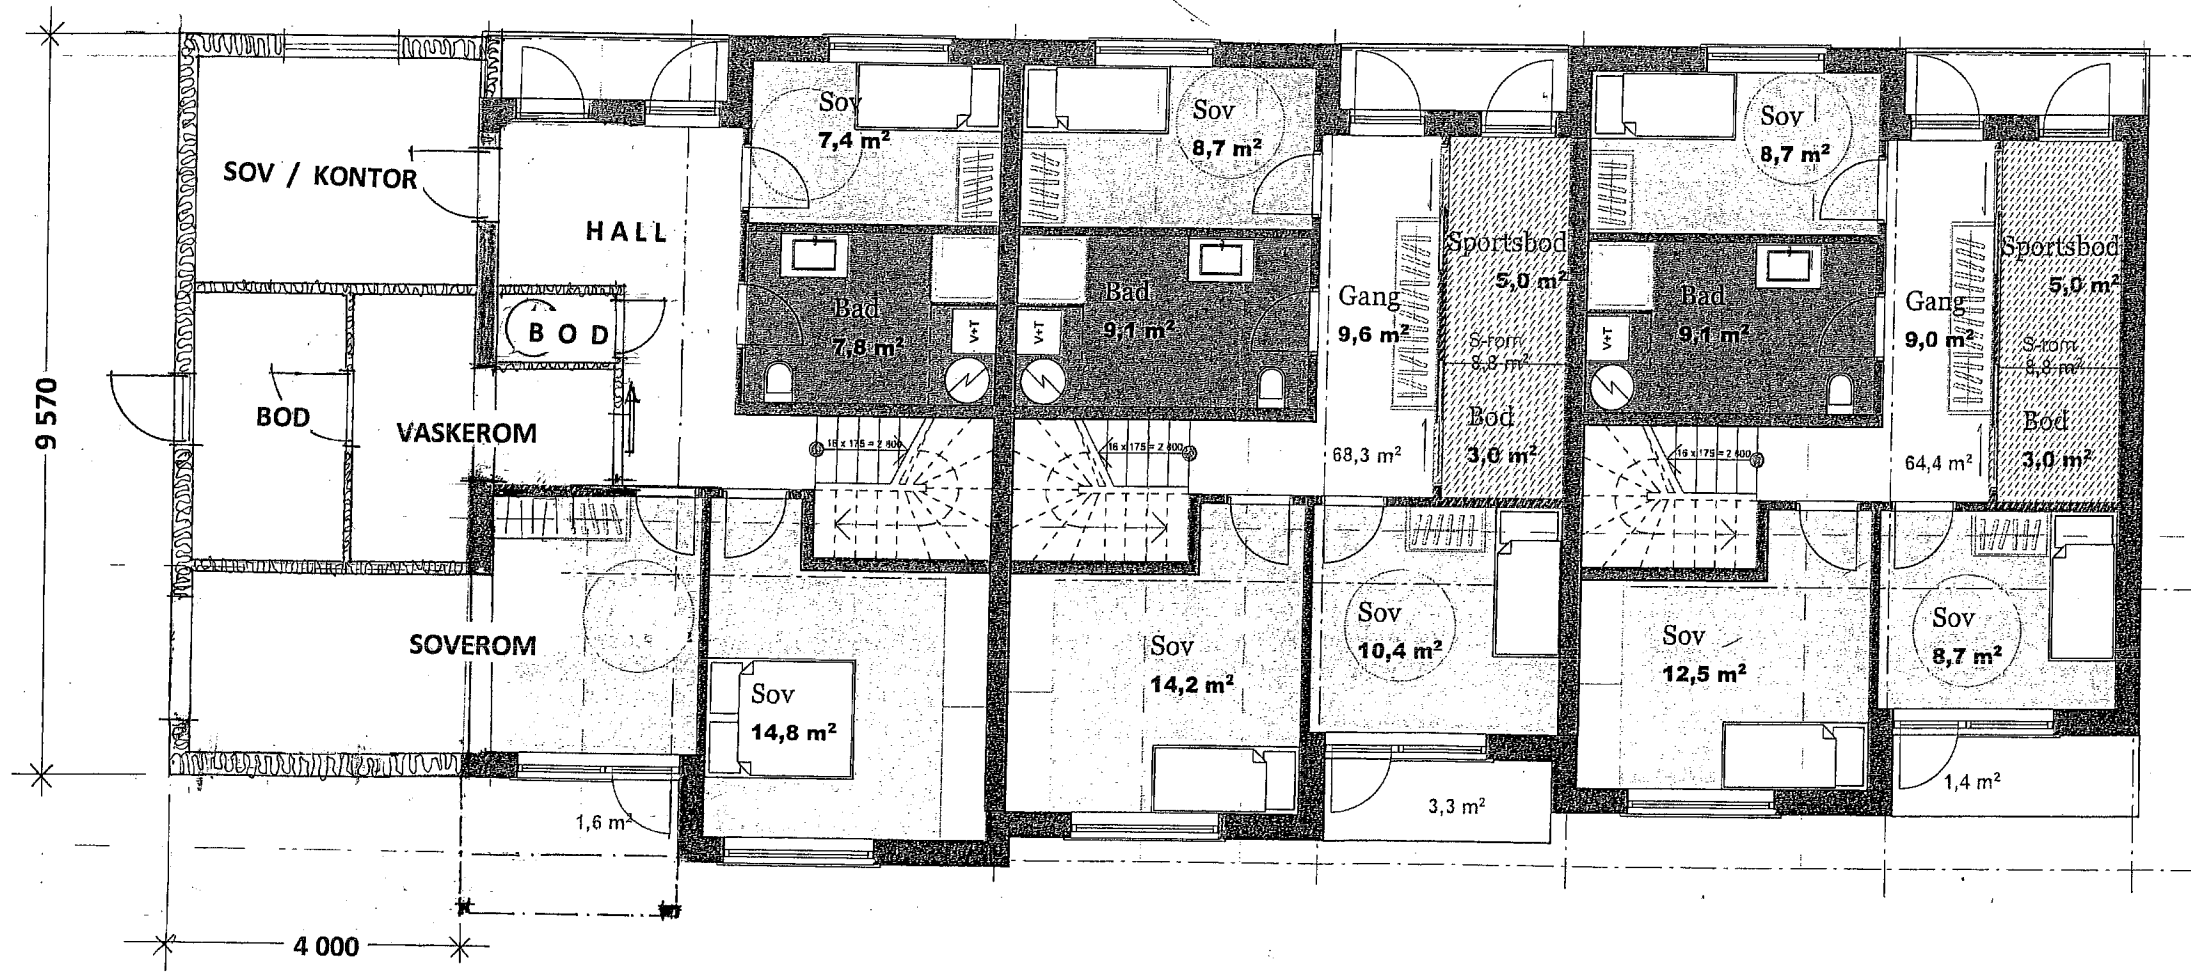 Sov
7,4 m²
Sov
8,7 m²
Sov
8,7 m²
SOV / KONTOR
HALL
Sportsbod
5,0 m²
Sportsbod
5,0 m²
Bad
7,8 m²
V+T
V+T
Bad
9,1 m²
Gang
9,6 m²
S-rom
8,8 m²
V+T
Bad
9,1 m²
Gang
9,0 m²
S-rom
8,8 m²
BOD
9 570
BOD
VASKEROM
16 x 175 = 2 800
16 x 175 = 2 800
68,3 m²
Bod
3,0 m²
16 x 175 = 2 800
64,4 m²
Bod
3,0 m²
SOVEROM
Sov
14,8 m²
Sov
14,2 m²
Sov
10,4 m²
Sov
12,5 m²
Sov
8,7 m²
1,6 m²
3,3 m²
1,4 m²
4 000